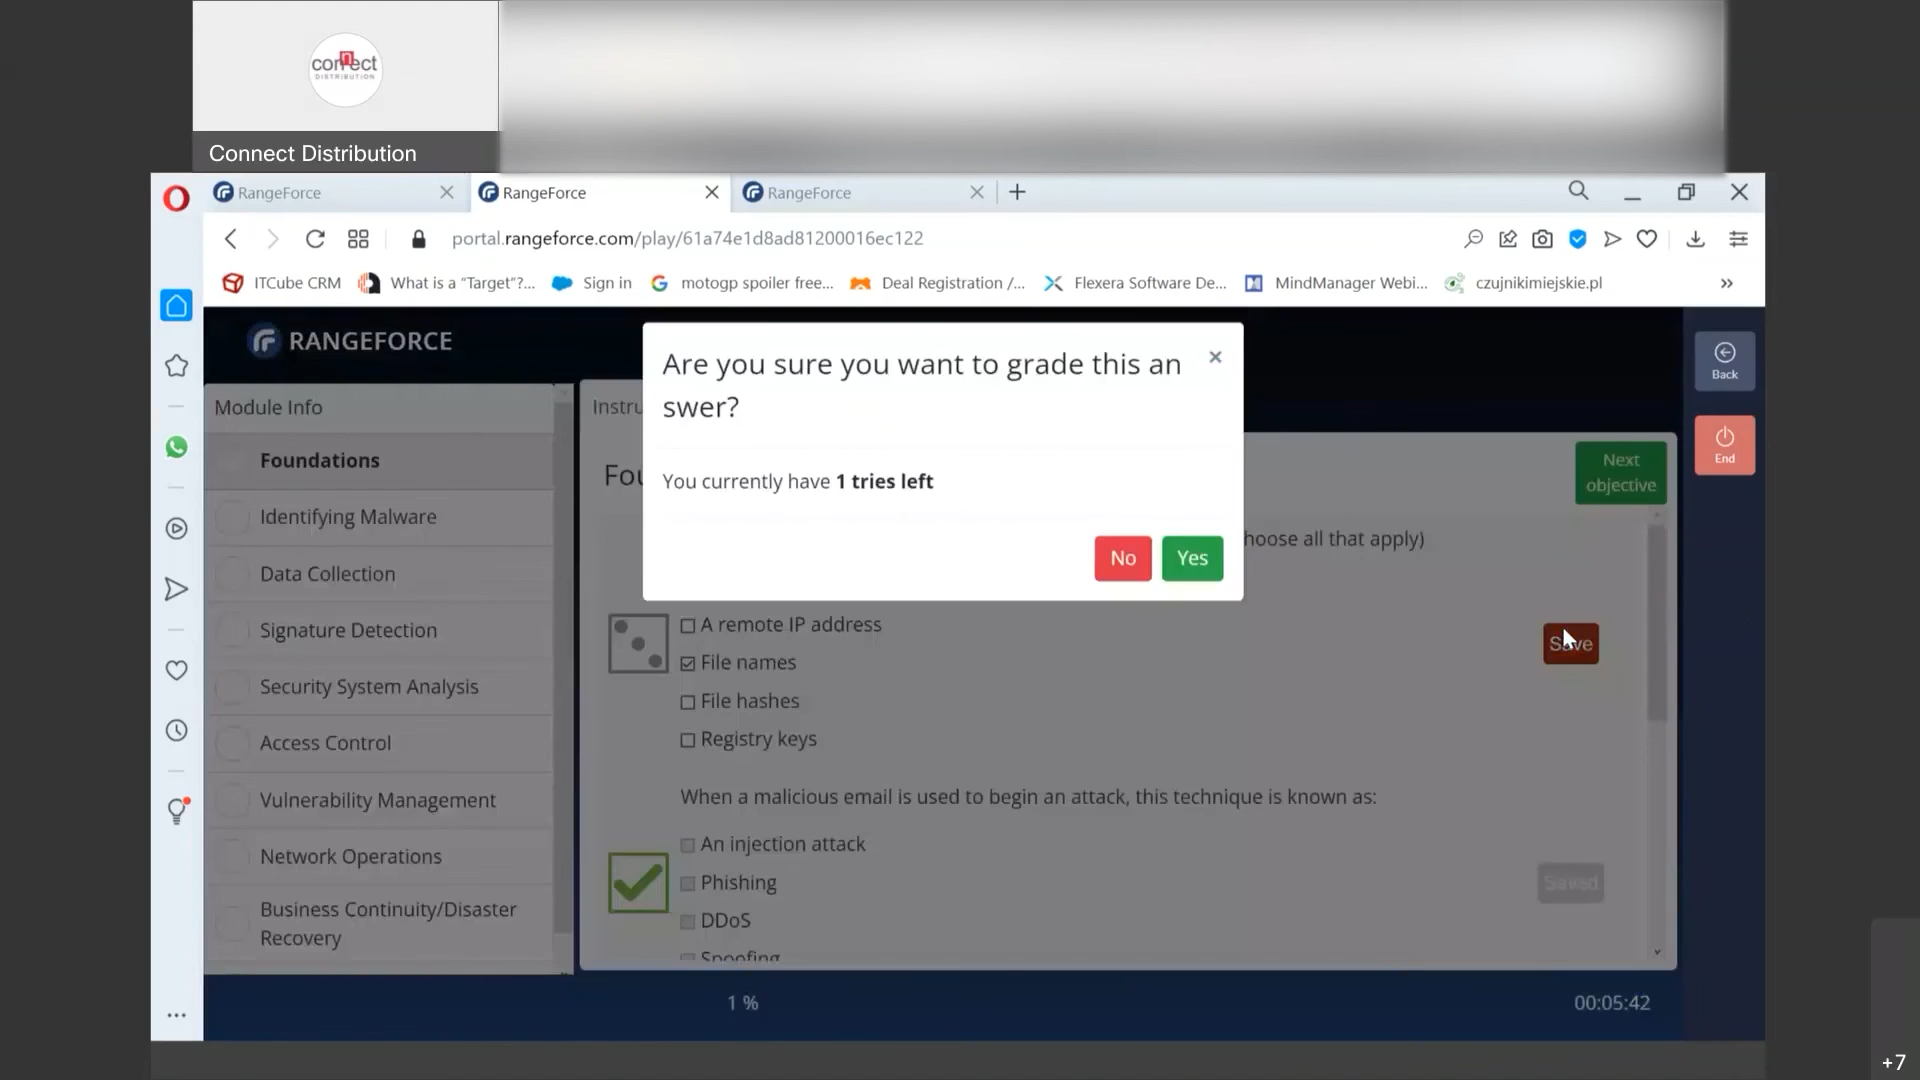 connect
DISTRIBUTION
Connect Distribution
RangeForce
RangeForce
RangeForce
portal.rangeforce.com/play/61a74e1d8ad81200016ec122
ITCube CRM
What is a "Target"?...
Sign in
motogp spoiler free...
Deal Registration /...
Flexera Software De...
MindManager Webi...
czujnikimiejskie.pl
RANGEFORCE
Back
End
Module Info
Foundations
Identifying Malware
Data Collection
Signature Detection
Security System Analysis
Access Control
Vulnerability Management
Network Operations
Business Continuity/Disaster
Recovery
Instru
Fou
Next
objective
Are you sure you want to grade this an
swer?
You currently have 1 tries left
No
Yes
hoose all that apply)
A remote IP address
File names
File hashes
Registry keys
Save
When a malicious email is used to begin an attack, this technique is known as:
An injection attack
Phishing
DDoS
Spoofing
Saved
1 %
00:05:42
+7